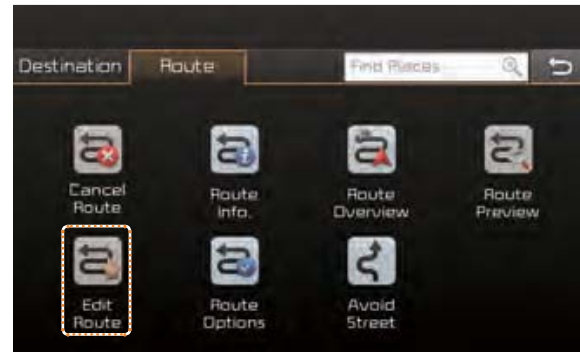 Destination
Route
Find Places
Cancel
Route
Route
Info.
Route
Overview
Route
Preview
Edit
Route
Route
Options
Avoid
Street